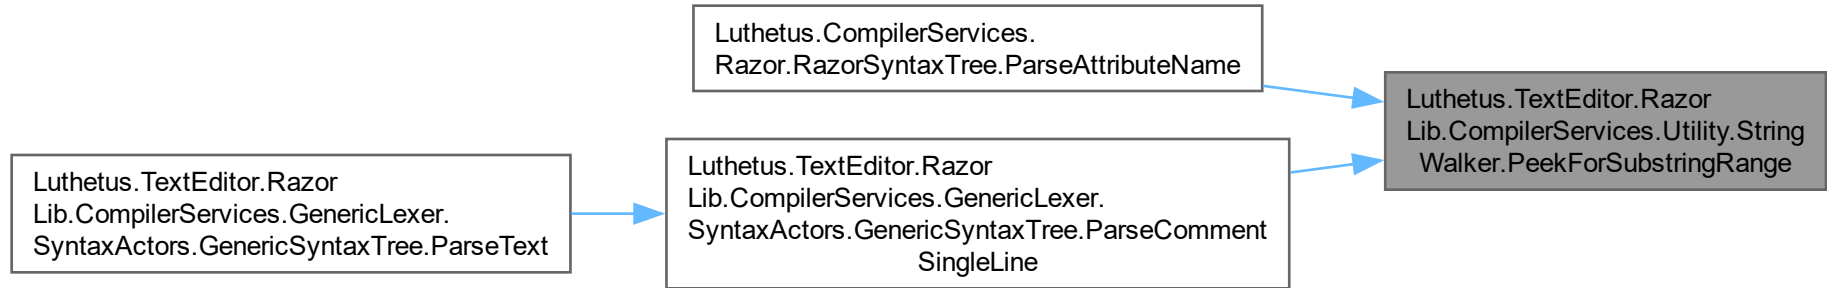 Luthetus.CompilerServices.
Razor.RazorSyntaxTree.ParseAttributeName
Luthetus.TextEditor.Razor
Lib.CompilerServices.Utility.String
Walker.PeekForSubstringRange
Luthetus.TextEditor.Razor
Lib.CompilerServices.GenericLexer.
SyntaxActors.GenericSyntaxTree.ParseComment
SingleLine
Luthetus.TextEditor.Razor
Lib.CompilerServices.GenericLexer.
SyntaxActors.GenericSyntaxTree.ParseText